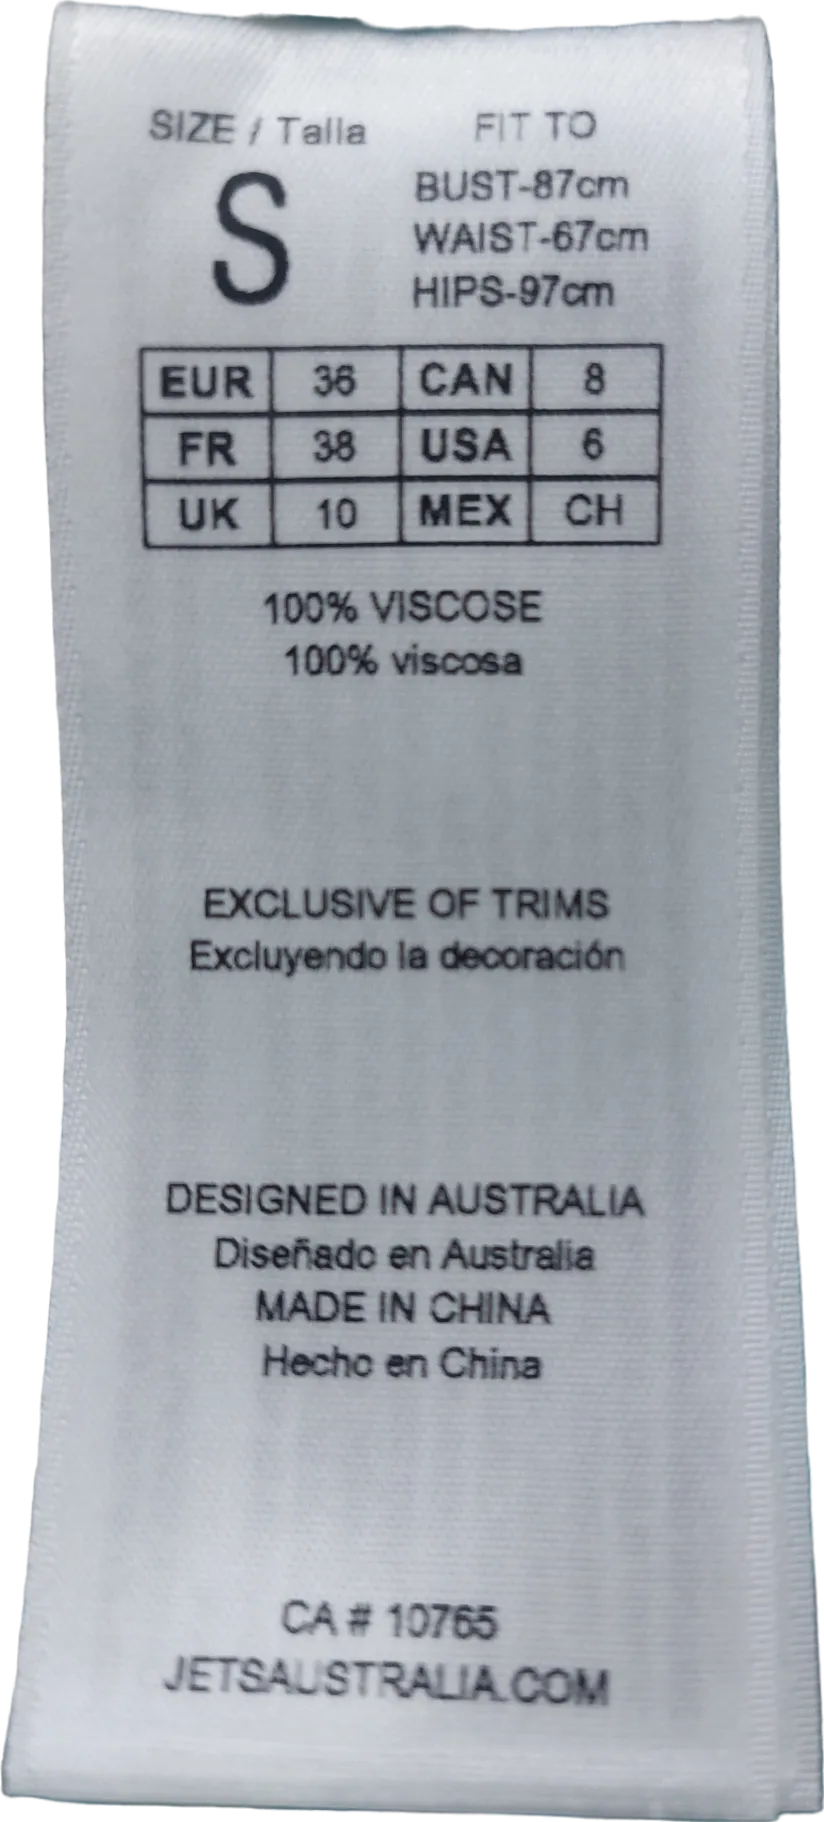 SIZE / Talla
S
FIT TO
BUST-87cm
WAIST-67cm
HIPS-97cm
EUR 36 CAN 8
FR 38 USA 6
UK 10 MEX CH
100% VISCOSE
100% viscosa
EXCLUSIVE OF TRIMS
Excluyendo la decoración
DESIGNED IN AUSTRALIA
Diseñado en Australia
MADE IN CHINA
Hecho en China
CA # 10765
JETSAUSTRALIA.COM